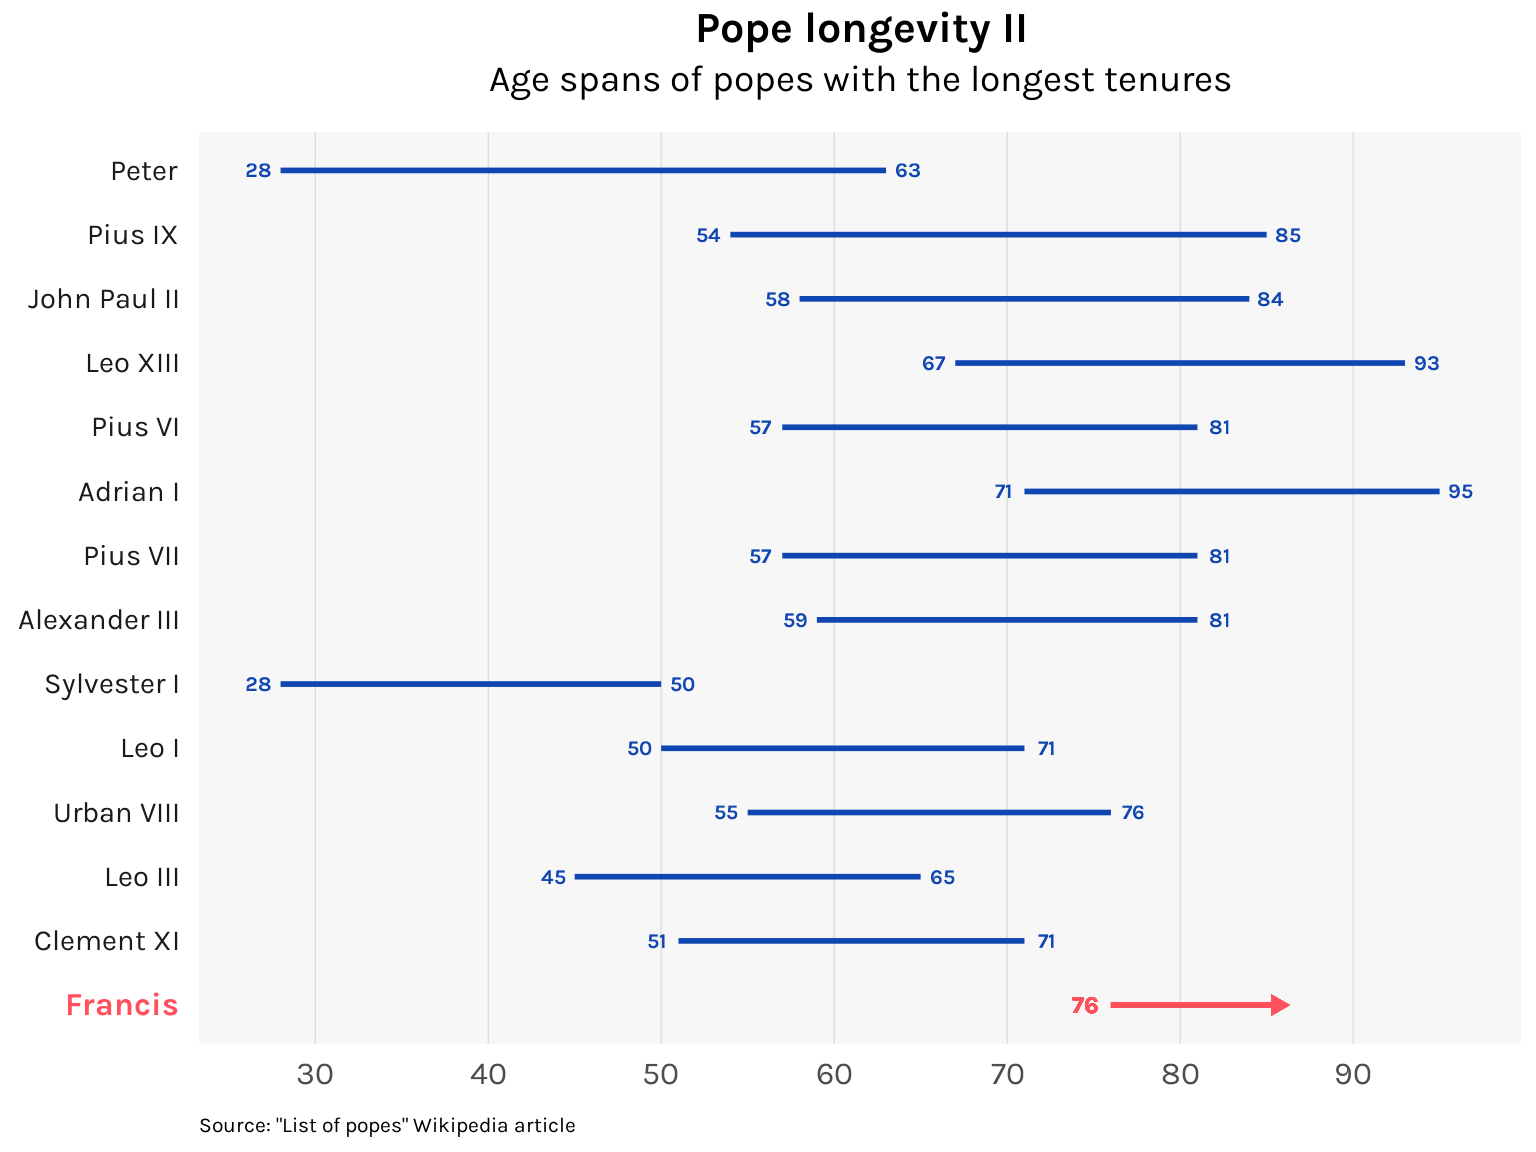 Pope longevity II
Age spans of popes with the longest tenures
Peter 28 63
Pius IX 54 85
John Paul II 58 84
Leo XIII 67 93
Pius VI 57 81
Adrian I 71 95
Pius VII 57 81
Alexander III 59 81
Sylvester I 28 50
Leo I 50 71
Urban VIII 55 76
Leo III 45 65
Clement XI 51 71
Francis 76
30 40 50 60 70 80 90
Source: "List of popes" Wikipedia article